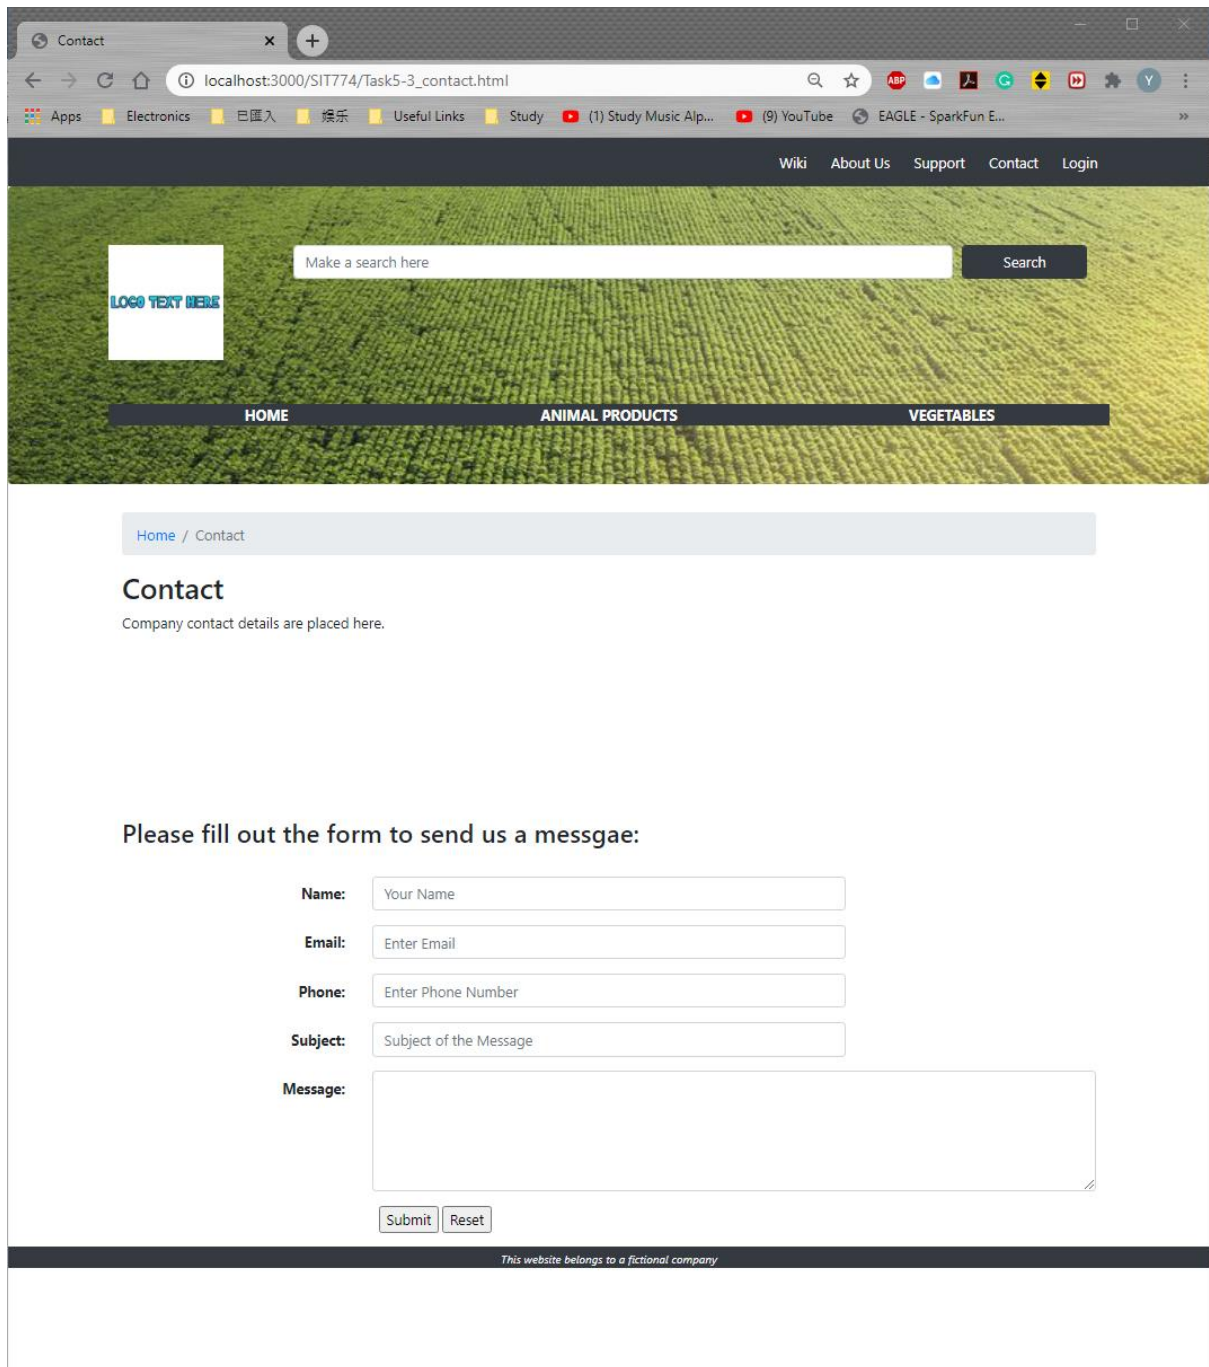 Contact
localhost:3000/SIT774/Task5-3_contact.html
ABP
Y
Apps Electronics 已匯入 娱乐 Useful Links Study (1) Study Music Alp... (9) YouTube EAGLE - SparkFun E... »
Wiki About Us Support Contact Login
Make a search here Search
LOGO TEXT HERE
HOME ANIMAL PRODUCTS VEGETABLES
Home / Contact
Contact
Company contact details are placed here.
Please fill out the form to send us a messgae:
Name: Your Name
Email: Enter Email
Phone: Enter Phone Number
Subject: Subject of the Message
Message:
Submit Reset
This website belongs to a fictional company